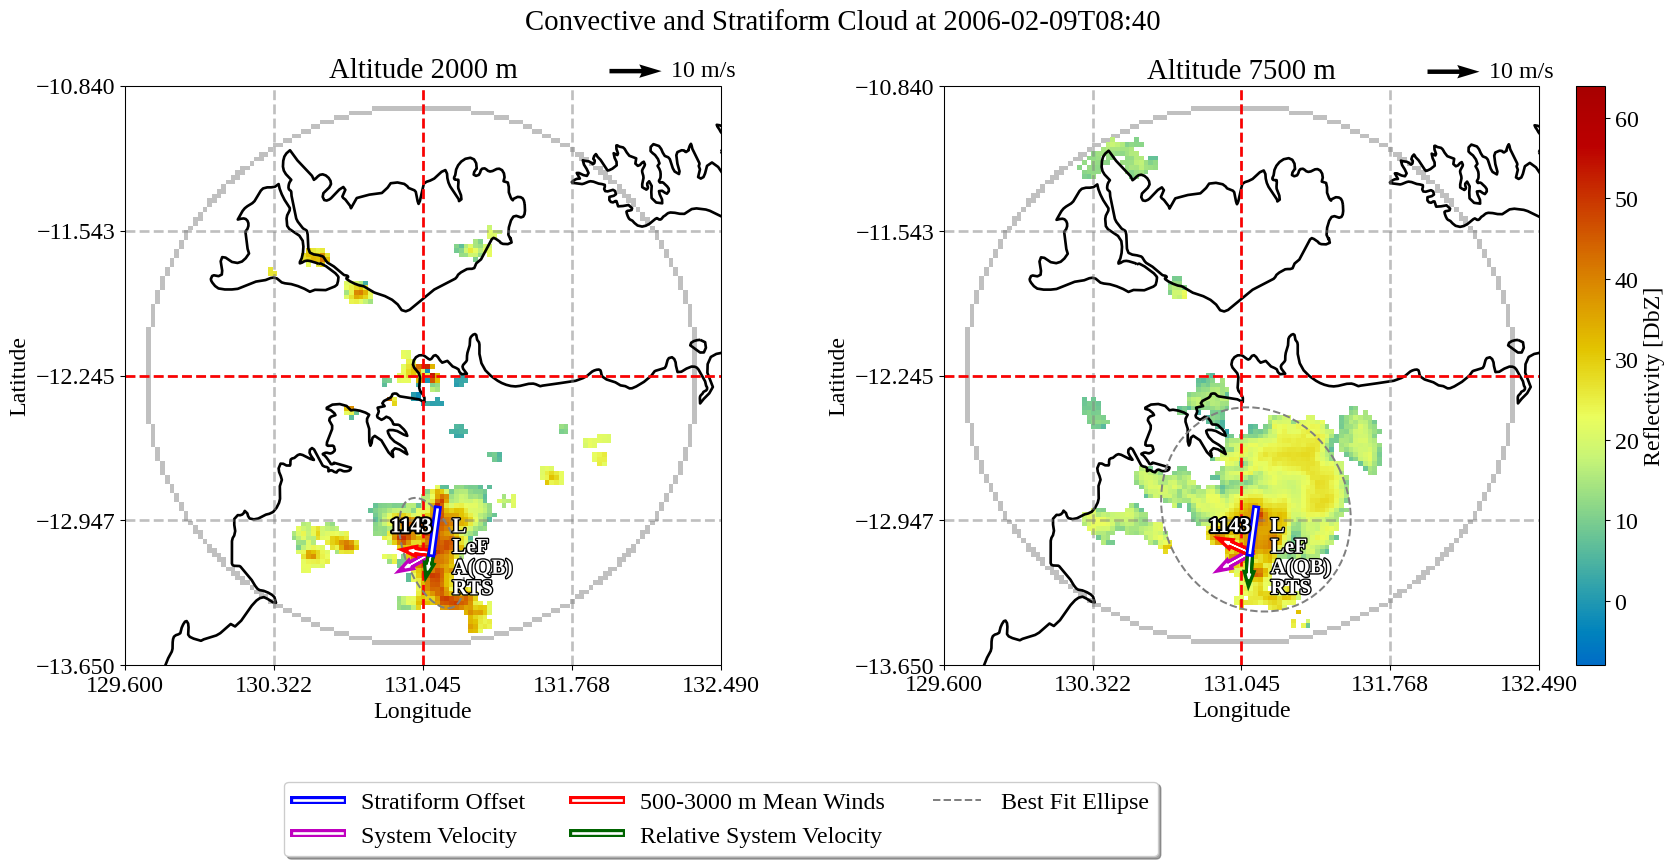 Convective and Stratiform Cloud at 2006-02-09T08:40
Altitude 2000 m
10 m/s
Altitude 7500 m
10 m/s
−10.840
−11.543
−12.245
−12.947
−13.650
Latitude
129.600
130.322
131.045
131.768
132.490
Longitude
1143
L
LeF
A(QB)
RTS
−10.840
−11.543
−12.245
−12.947
−13.650
Latitude
129.600
130.322
131.045
131.768
132.490
Longitude
1143
L
LeF
A(QB)
RTS
60
50
40
30
20
10
0
Reflectivity [DbZ]
Stratiform Offset
500-3000 m Mean Winds
Best Fit Ellipse
System Velocity
Relative System Velocity